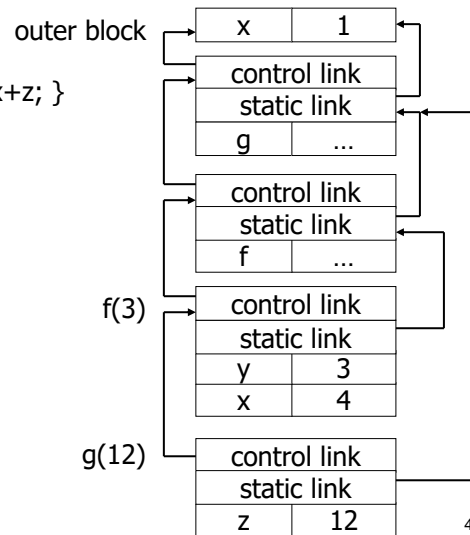 outer block x 1
control link
x+z; }
static link
g ...
control link
static link
f ...
f(3) control link
static link
y 3
x 4
g(12) control link
static link
z 12
4